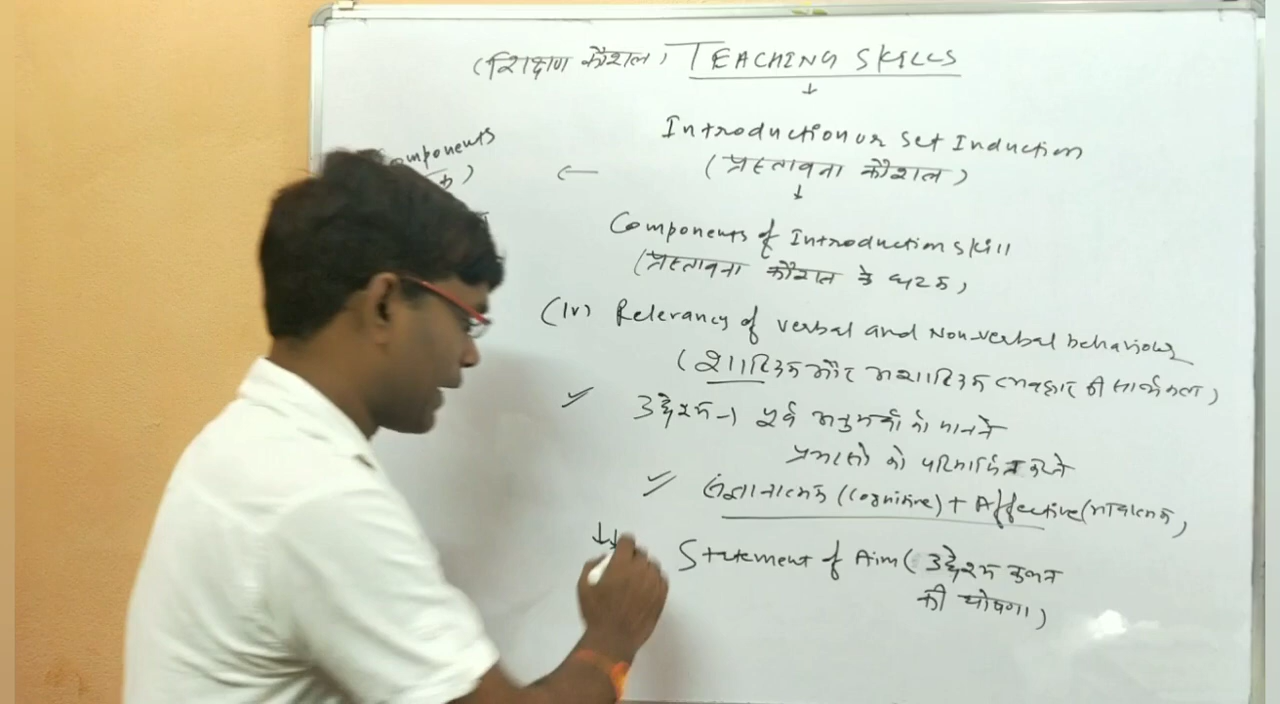 (शिक्षण कौशल) TEACHING SKILLS
Introduction or Set Induction
(प्रस्तावना कौशल)
Components
Components of Introduction skill
(प्रस्तावना कौशल के घटक)
(iv) Relevancy of verbal and Non-verbal behaviour
(शाब्दिक और अशाब्दिक व्यवहार की सार्थकता)
उद्देश्य → पूर्व अनुभवों को मानने
को परिमार्जित करने
संज्ञानात्मक (Cognitive) + Affective (भावात्मक)
Statement of Aim (उद्देश्य कथन
की घोषणा)